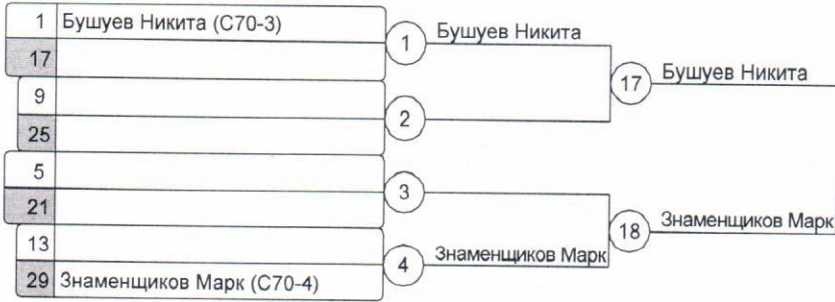 1 Бушуев Никита (С70-3)
17
1 Бушуев Никита
9
25
2
17 Бушуев Никита
5
21
3
13
29 Знаменщиков Марк (С70-4)
4 Знаменщиков Марк
18 Знаменщиков Марк